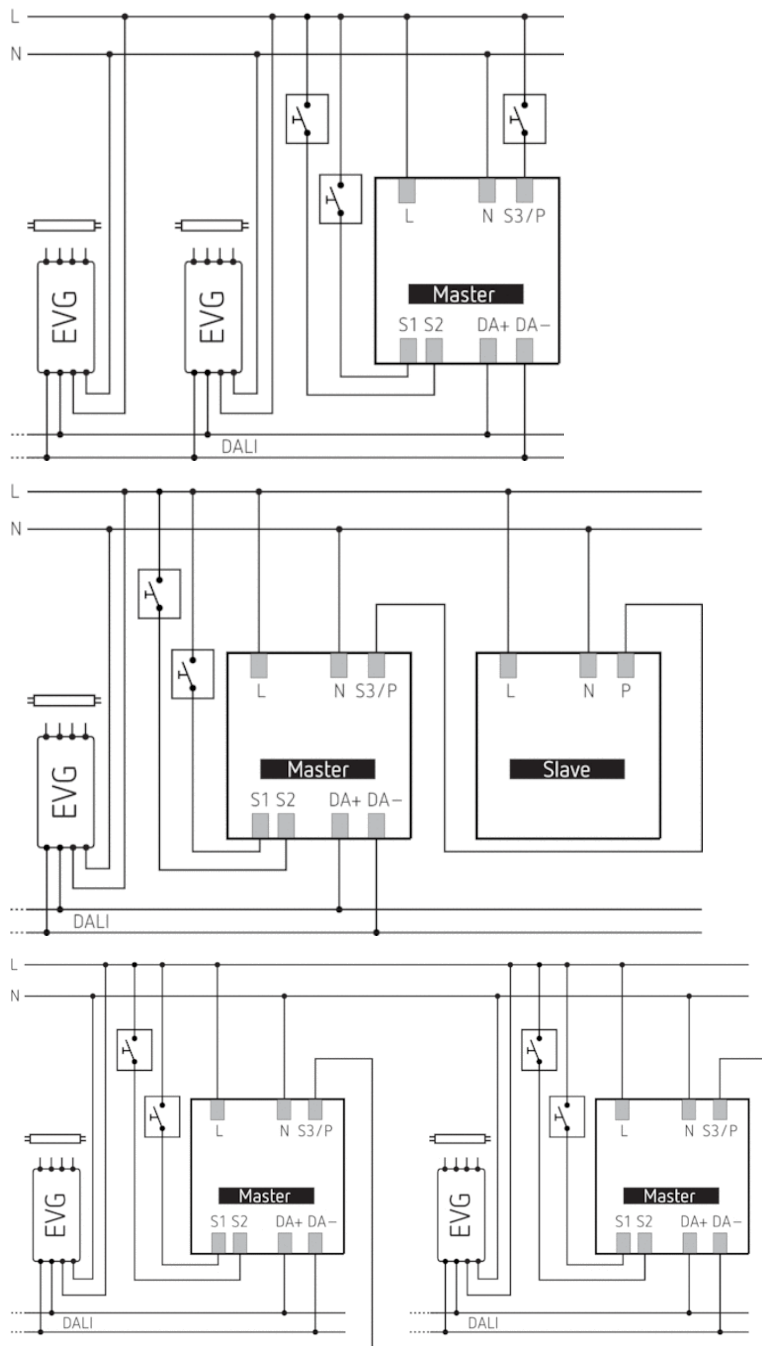 L
N
L N S3/P
EVG EVG
Master
S1 S2 DA+ DA−
DALI
L
N
L N S3/P L N P
EVG
Master Slave
S1 S2 DA+ DA−
DALI
L
N
L N S3/P L N S3/P
EVG EVG
Master Master
S1 S2 DA+ DA− S1 S2 DA+ DA−
DALI DALI